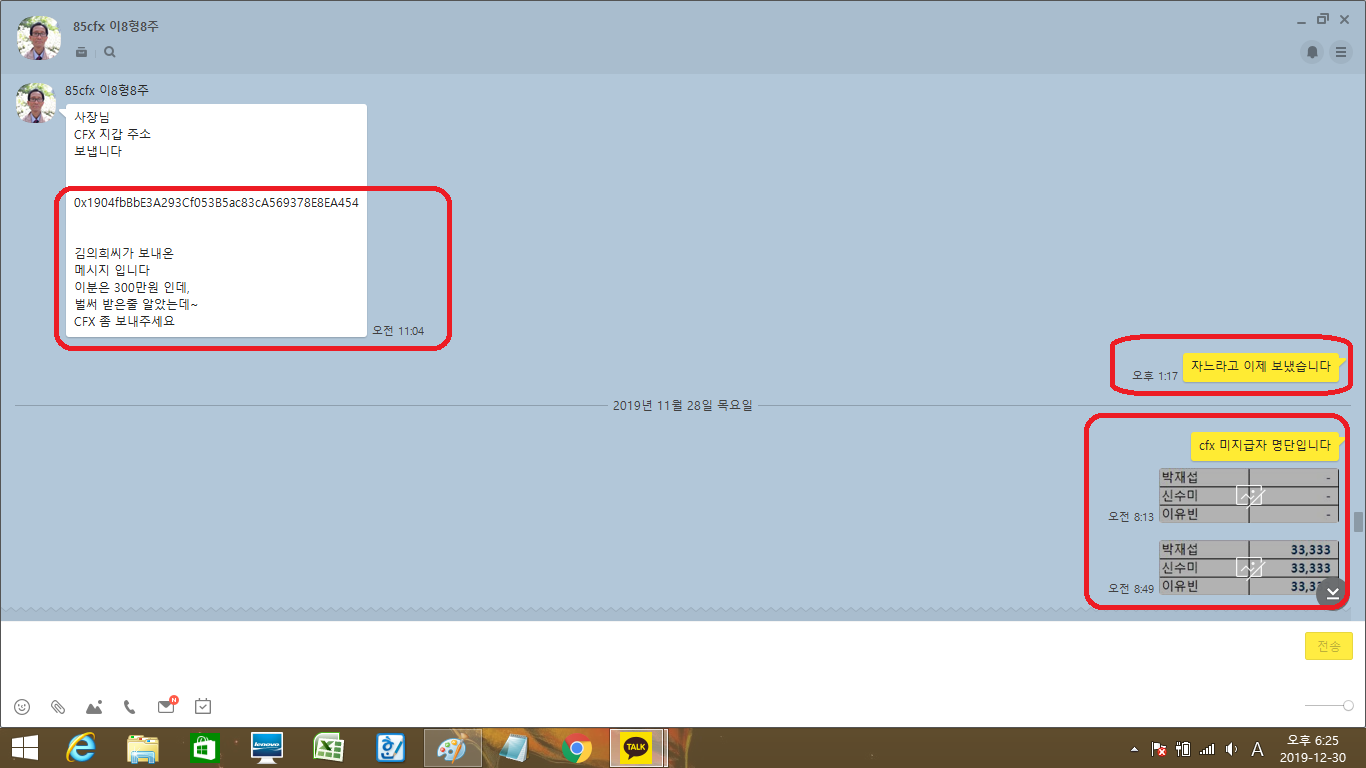 85cfx 이8형8주
85cfx 이8형8주
사장님
CFX 지갑 주소
보냅니다
0x1904fbBbE3A293Cf053B5ac83cA569378E8EA454
김의희씨가 보내온
메시지 입니다
이분은 300만원 인데,
벌써 받은줄 알았는데~
CFX 좀 보내주세요
오전 11:04
자느라고 이제 보냈습니다
오후 1:17
2019년 11월 28일 목요일
cfx 미지급자 명단입니다
박재섭 -
신수미 -
이유빈 -
오전 8:13
박재섭 33,333
신수미 33,333
이유빈
오전 8:49
전송
N
lenovo
TALK
A
오후 6:25
2019-12-30